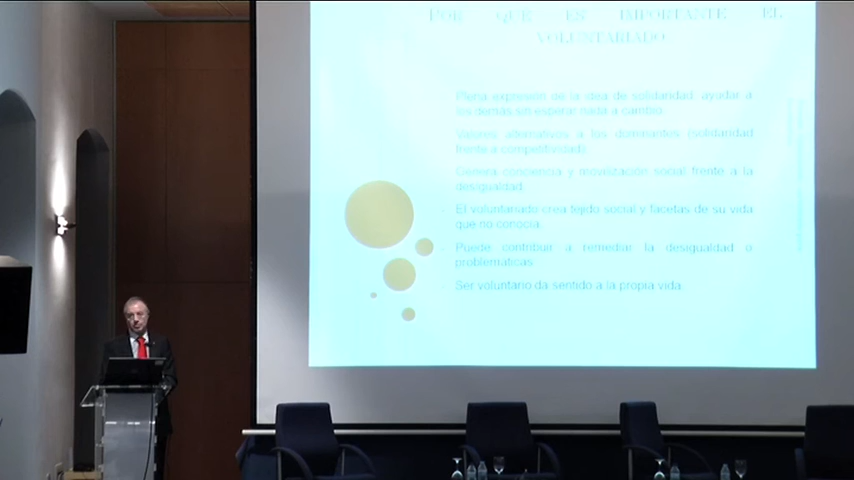 POR QUE EN IMPORTANTE EL
VOLUNTARIADO:
Plena expresión de la idea de solidaridad: ayudar a
los demás sin esperar nada a cambio.
Valores alternativos a los dominantes (solidaridad
frente a competitividad).
Genera conciencia y movilización social frente a la
desigualdad.
El voluntariado crea tejido social y facetas de su vida
que no conocía.
Puede contribuir a remediar la desigualdad o
problemáticas.
Ser voluntario da sentido a la propia vida.